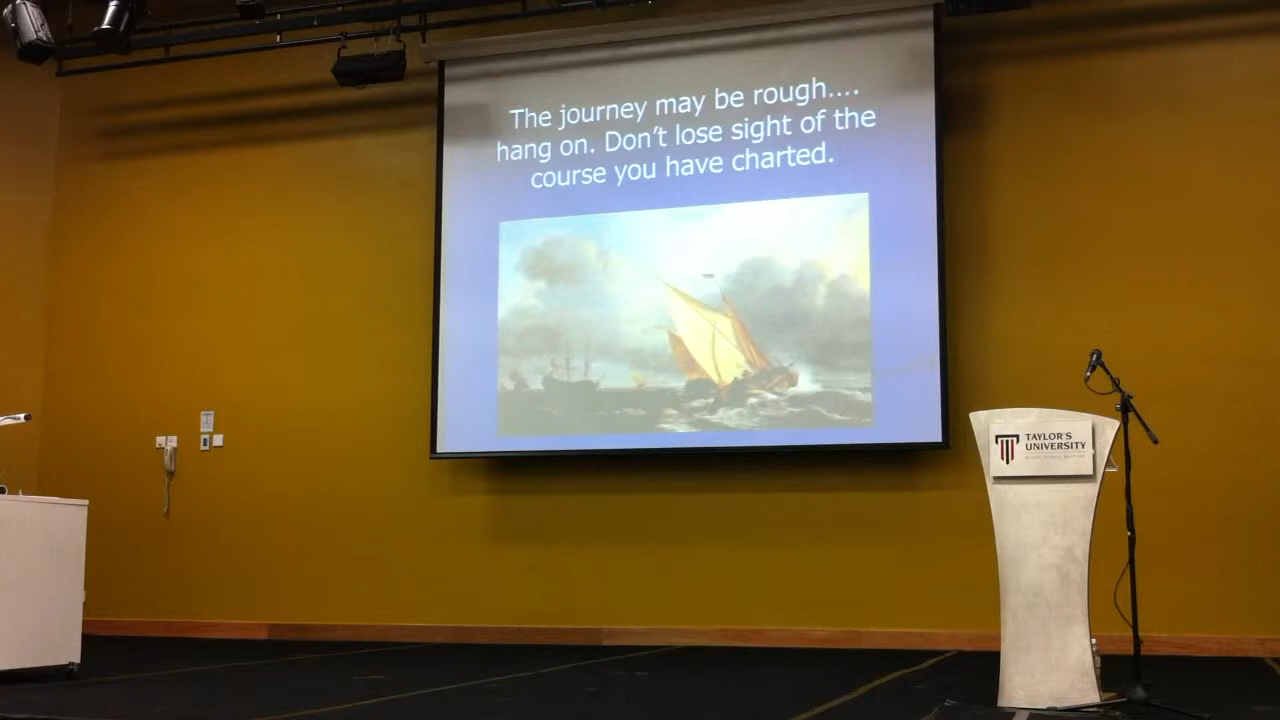 The journey may be rough....
hang on. Don't lose sight of the
course you have charted.
TAYLOR'S
UNIVERSITY